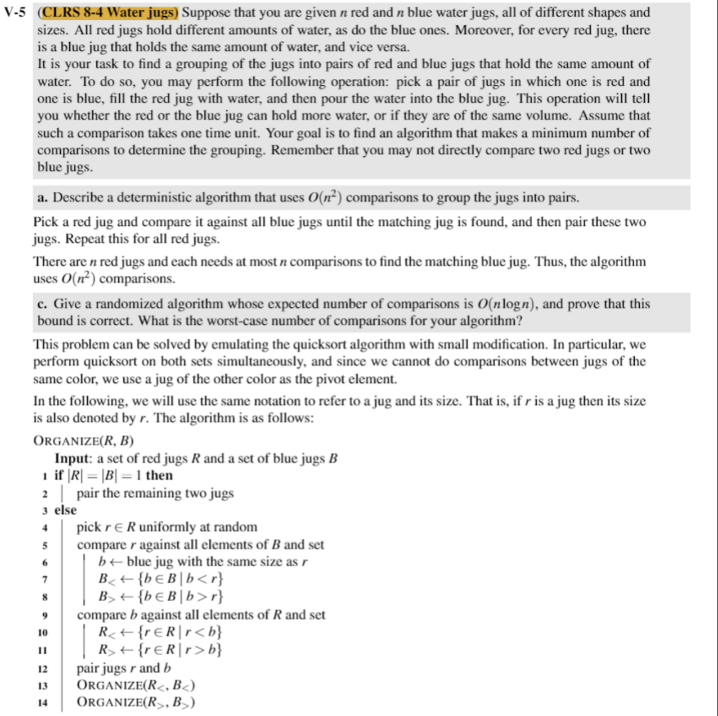 V-5 (CLRS 8-4 Water jugs) Suppose that you are given n red and n blue water jugs, all of different shapes and
sizes. All red jugs hold different amounts of water, as do the blue ones. Moreover, for every red jug, there
is a blue jug that holds the same amount of water, and vice versa.
It is your task to find a grouping of the jugs into pairs of red and blue jugs that hold the same amount of
water. To do so, you may perform the following operation: pick a pair of jugs in which one is red and
one is blue, fill the red jug with water, and then pour the water into the blue jug. This operation will tell
you whether the red or the blue jug can hold more water, or if they are of the same volume. Assume that
such a comparison takes one time unit. Your goal is to find an algorithm that makes a minimum number of
comparisons to determine the grouping. Remember that you may not directly compare two red jugs or two
blue jugs.
a. Describe a deterministic algorithm that uses O(n²) comparisons to group the jugs into pairs.
Pick a red jug and compare it against all blue jugs until the matching jug is found, and then pair these two
jugs. Repeat this for all red jugs.
There are n red jugs and each needs at most n comparisons to find the matching blue jug. Thus, the algorithm
uses O(n²) comparisons.
c. Give a randomized algorithm whose expected number of comparisons is O(n log n), and prove that this
bound is correct. What is the worst-case number of comparisons for your algorithm?
This problem can be solved by emulating the quicksort algorithm with small modification. In particular, we
perform quicksort on both sets simultaneously, and since we cannot do comparisons between jugs of the
same color, we use a jug of the other color as the pivot element.
In the following, we will use the same notation to refer to a jug and its size. That is, if r is a jug then its size
is also denoted by r. The algorithm is as follows:
ORGANIZE(R, B)
Input: a set of red jugs R and a set of blue jugs B
1 if |R| = |B| = 1 then
2 pair the remaining two jugs
3 else
4 pick r ∈ R uniformly at random
5 compare r against all elements of B and set
6 b ← blue jug with the same size as r
7 B< ← {b ∈ B | b < r}
8 B> ← {b ∈ B | b > r}
9 compare b against all elements of R and set
10 R< ← {r ∈ R | r < b}
11 R> ← {r ∈ R | r > b}
12 pair jugs r and b
13 ORGANIZE(R<, B<)
14 ORGANIZE(R>, B>)